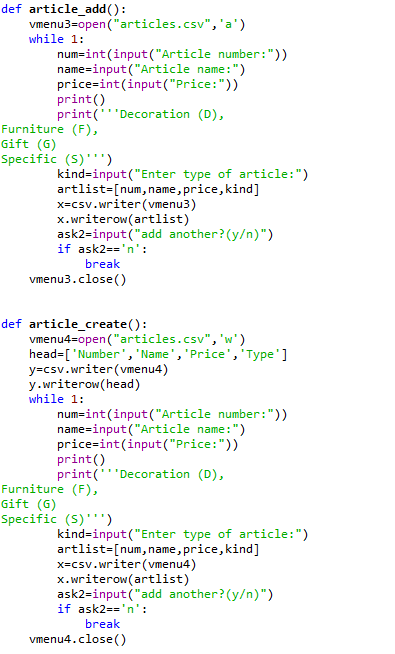 def article_add():
    vmenu3=open("articles.csv",'a')
    while 1:
        num=int(input("Article number:"))
        name=input("Article name:")
        price=int(input("Price:"))
        print()
        print('''Decoration (D),
Furniture (F),
Gift (G)
Specific (S)''')
        kind=input("Enter type of article:")
        artlist=[num,name,price,kind]
        x=csv.writer(vmenu3)
        x.writerow(artlist)
        ask2=input("add another?(y/n)")
        if ask2=='n':
            break
    vmenu3.close()
def article_create():
    vmenu4=open("articles.csv",'w')
    head=['Number','Name','Price','Type']
    y=csv.writer(vmenu4)
    y.writerow(head)
    while 1:
        num=int(input("Article number:"))
        name=input("Article name:")
        price=int(input("Price:"))
        print()
        print('''Decoration (D),
Furniture (F),
Gift (G)
Specific (S)''')
        kind=input("Enter type of article:")
        artlist=[num,name,price,kind]
        x=csv.writer(vmenu4)
        x.writerow(artlist)
        ask2=input("add another?(y/n)")
        if ask2=='n':
            break
    vmenu4.close()